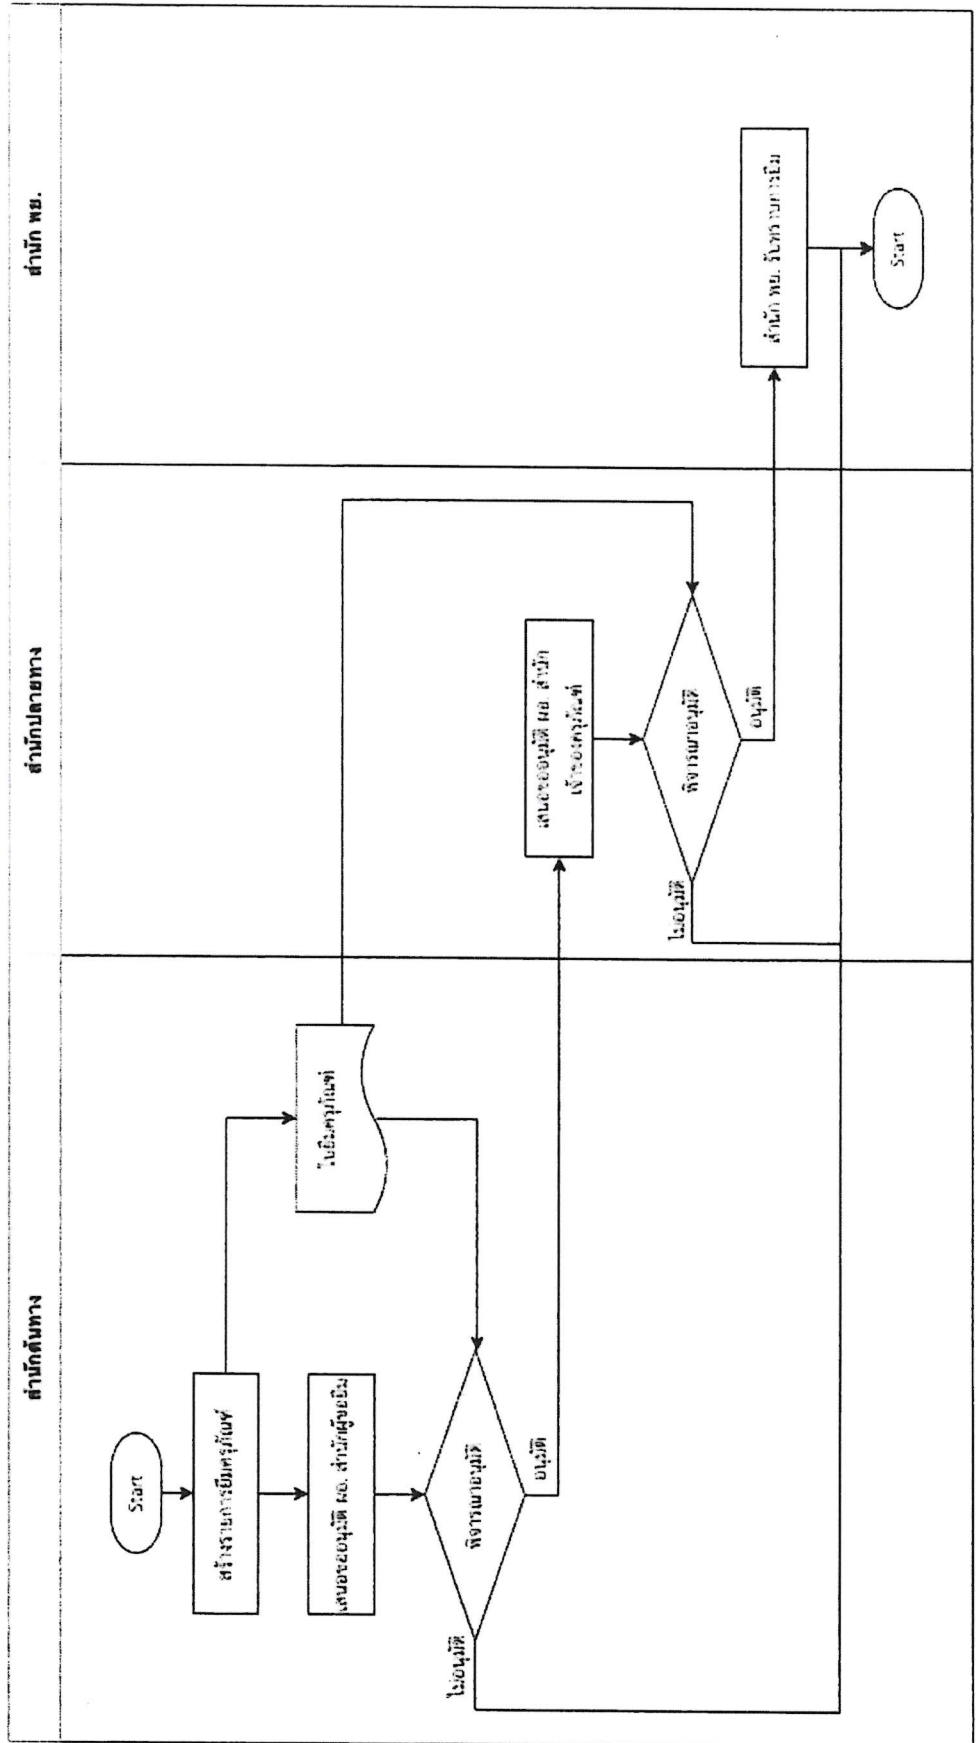 สำนักต้นทาง
สำนักปลายทาง
สำนัก พย.
Start
สร้างรายการยืมครุภัณฑ์
ใบยืมครุภัณฑ์
เสนอขออนุมัติ ผอ. สำนักผู้ขอยืม
พิจารณาอนุมัติ
ไม่อนุมัติ
อนุมัติ
เสนอขออนุมัติ ผอ. สำนัก
เจ้าของครุภัณฑ์
พิจารณาอนุมัติ
ไม่อนุมัติ
อนุมัติ
สำนัก พย. รับทราบการยืม
Start